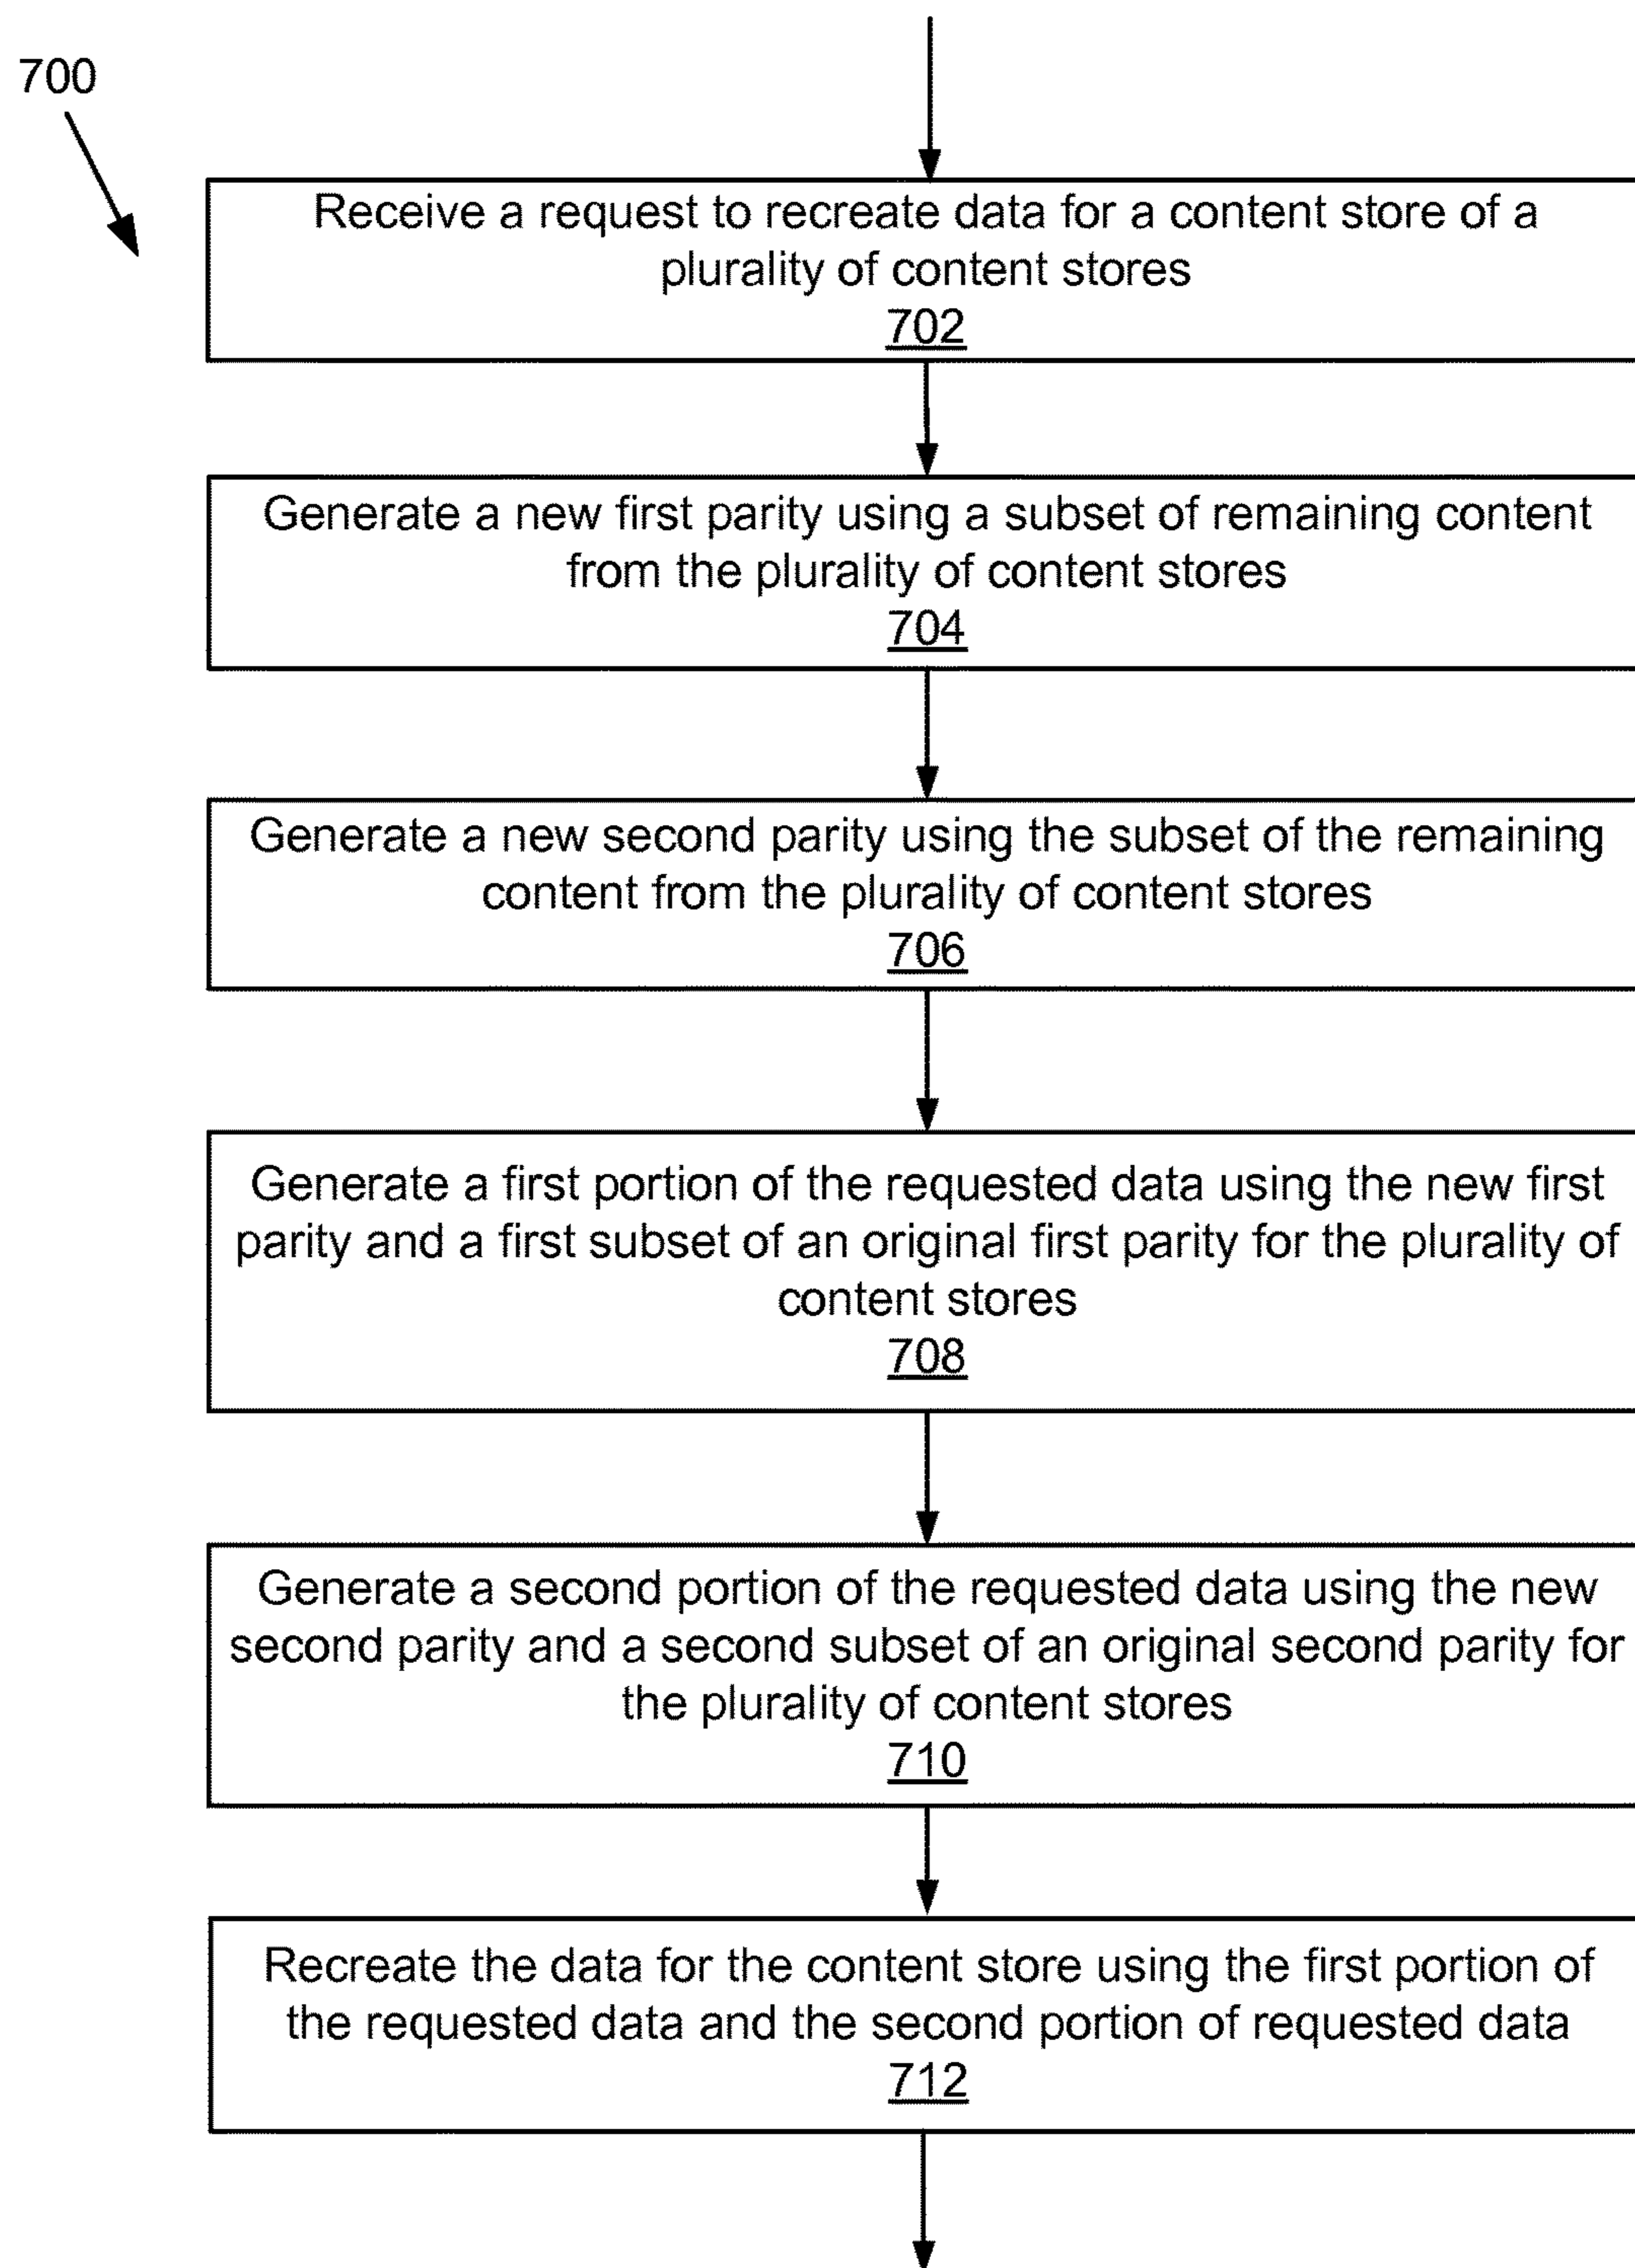 700
Receive a request to recreate data for a content store of a
plurality of content stores
702
Generate a new first parity using a subset of remaining content
from the plurality of content stores
704
Generate a new second parity using the subset of the remaining
content from the plurality of content stores
706
Generate a first portion of the requested data using the new first
parity and a first subset of an original first parity for the plurality of
content stores
708
Generate a second portion of the requested data using the new
second parity and a second subset of an original second parity for
the plurality of content stores
710
Recreate the data for the content store using the first portion of
the requested data and the second portion of requested data
712